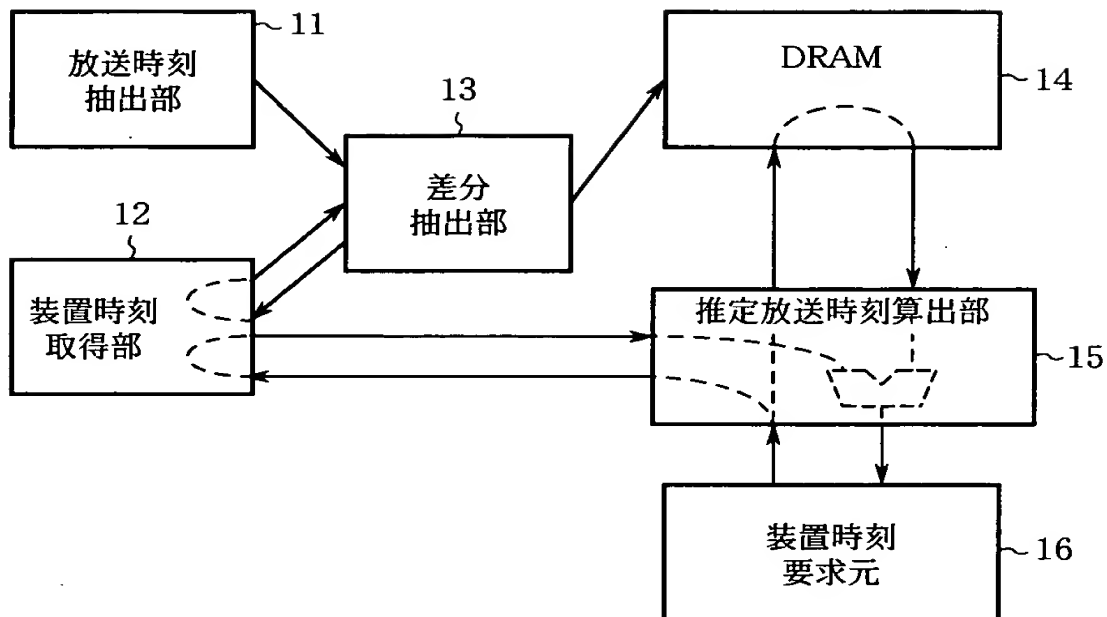 11
放送時刻
抽出部
13
差分
抽出部
DRAM
14
12
装置時刻
取得部
推定放送時刻算出部
15
装置時刻
要求元
16